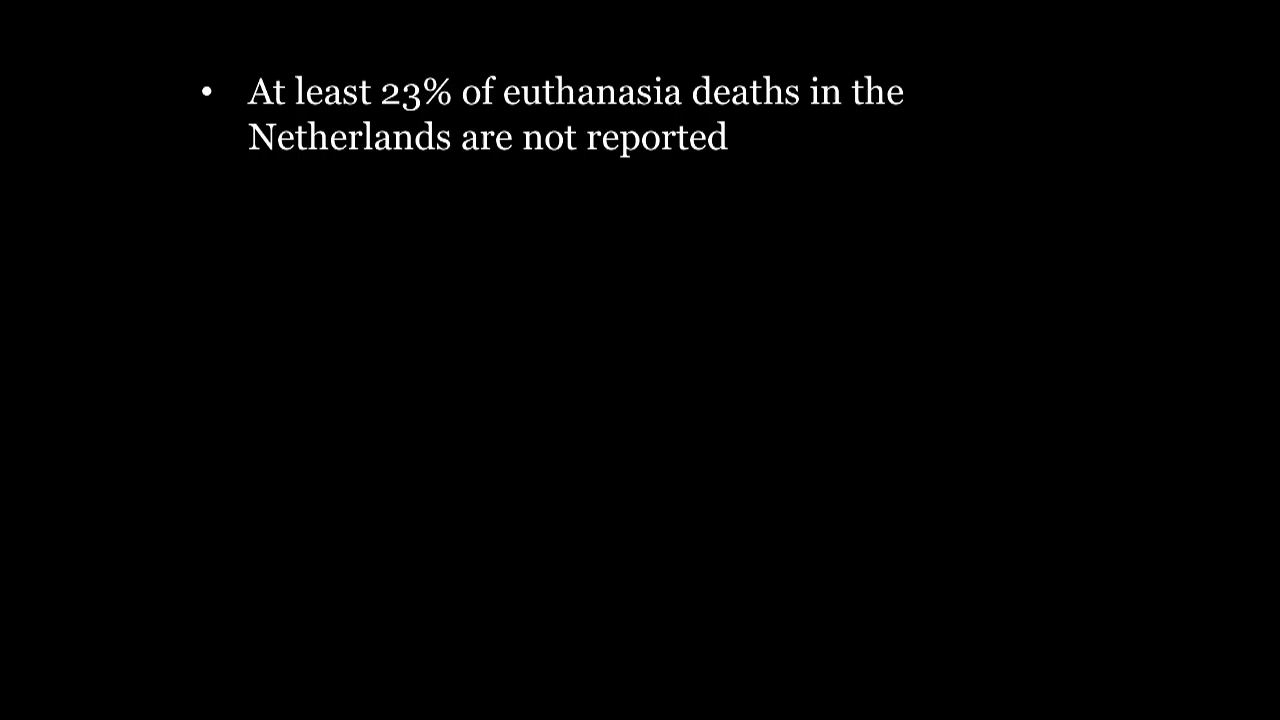 • At least 23% of euthanasia deaths in the
Netherlands are not reported